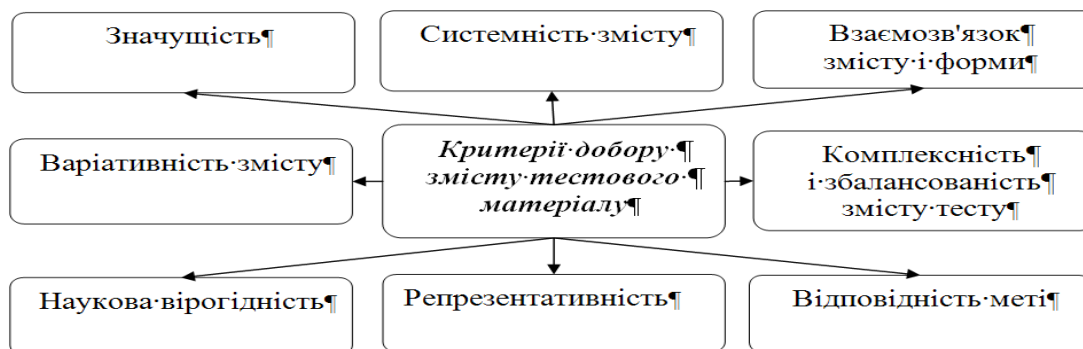 Значущість¶
Системність·змісту¶
Взаємозв'язок¶
змісту·і·форми¶
Варіативність·змісту¶
Критерії·добору·¶
змісту·тестового·¶
матеріалу¶
Комплексність¶
і·збалансованість¶
змісту·тесту¶
Наукова·вірогідність¶
Репрезентативність¶
Відповідність·меті¶